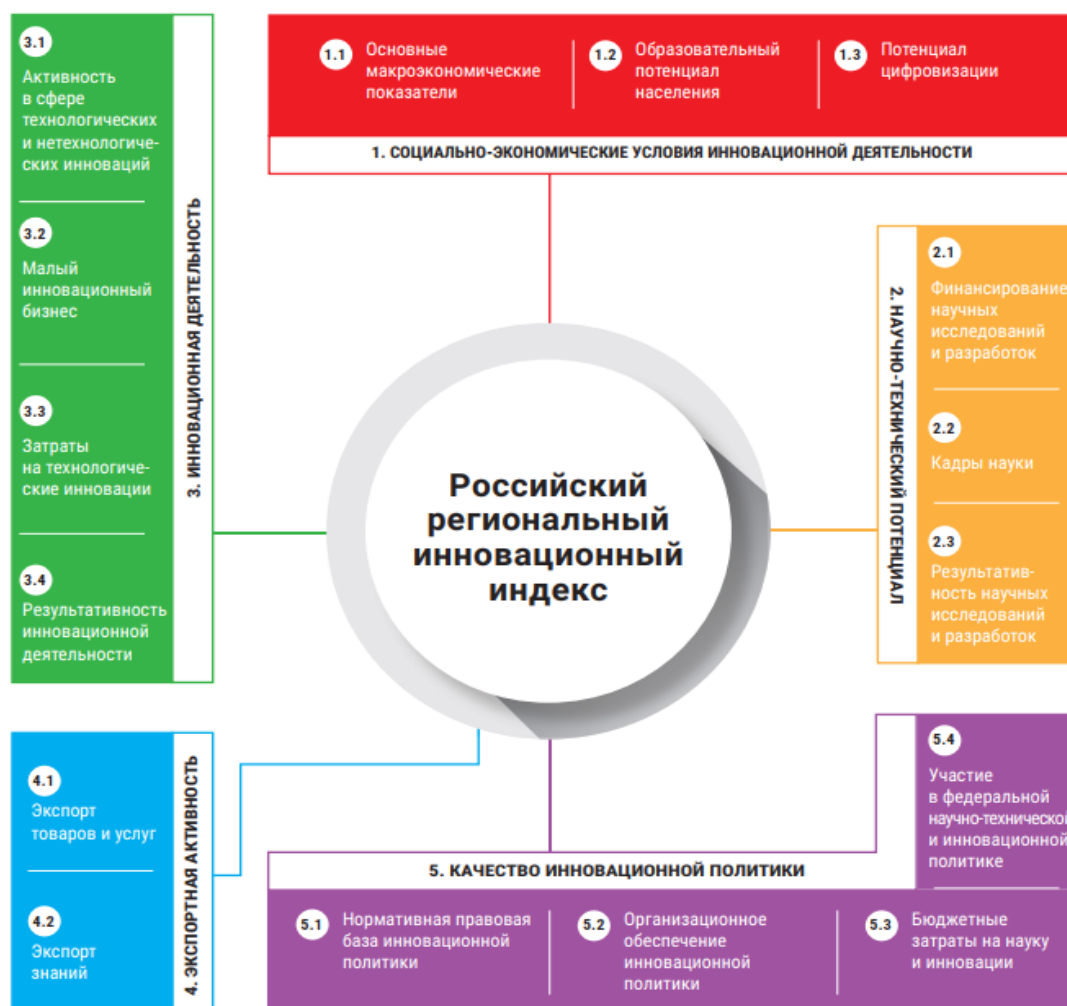 3.1
Активность
в сфере
технологических
и нетехнологиче-
ских инноваций
3.2
Малый
инновационный
бизнес
3.3
Затраты
на технологиче-
ские инновации
3.4
Результативность
инновационной
деятельности
3. ИННОВАЦИОННАЯ ДЕЯТЕЛЬНОСТЬ
1.1
Основные
макроэкономические
показатели
1.2
Образовательный
потенциал
населения
1.3
Потенциал
цифровизации
1. СОЦИАЛЬНО-ЭКОНОМИЧЕСКИЕ УСЛОВИЯ ИННОВАЦИОННОЙ ДЕЯТЕЛЬНОСТИ
2. НАУЧНО-ТЕХНИЧЕСКИЙ ПОТЕНЦИАЛ
2.1
Финансирование
научных
исследований
и разработок
2.2
Кадры науки
2.3
Результатив-
ность научных
исследований
и разработок
Российский
региональный
инновационный
индекс
4.1
Экспорт
товаров и услуг
4.2
Экспорт
знаний
4. ЭКСПОРТНАЯ АКТИВНОСТЬ
5.4
Участие
в федеральной
научно-технической
и инновационной
политике
5. КАЧЕСТВО ИННОВАЦИОННОЙ ПОЛИТИКИ
5.1
Нормативная правовая
база инновационной
политики
5.2
Организационное
обеспечение
инновационной
политики
5.3
Бюджетные
затраты на науку
и инновации